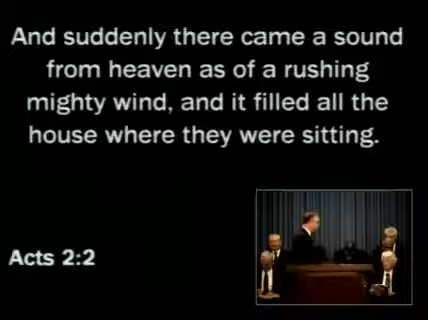 And suddenly there came a sound
from heaven as of a rushing
mighty wind, and it filled all the
house where they were sitting.
Acts 2:2